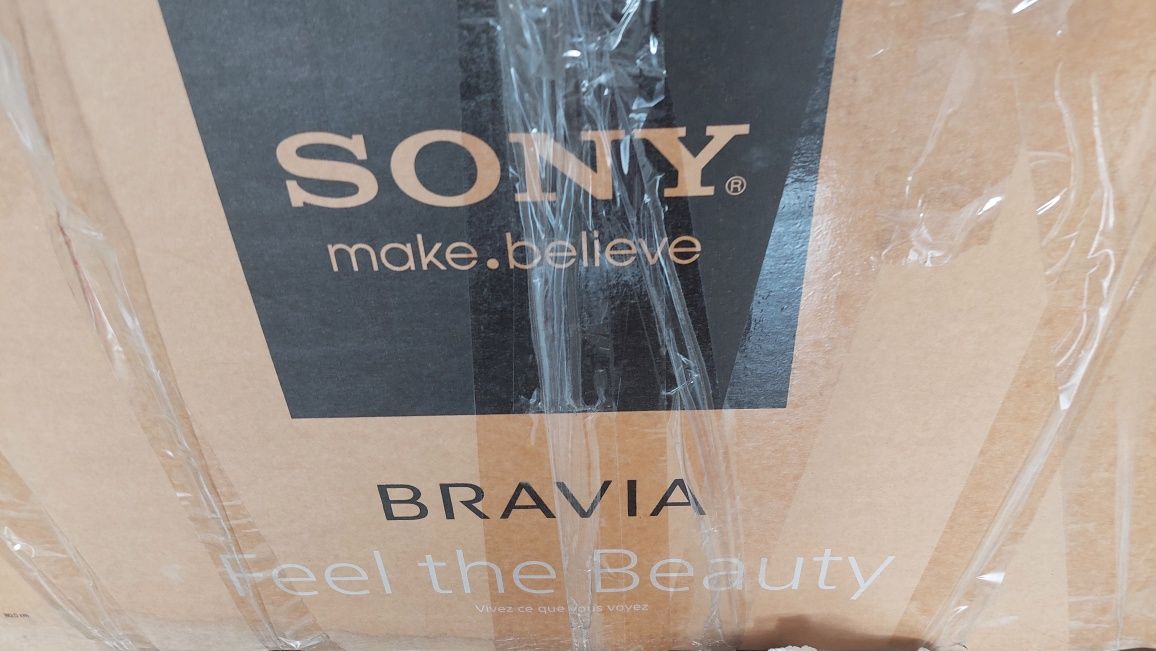 SONY®
make.believe
BRAVIA
Feel the Beauty
Vivez ce que vous voyez